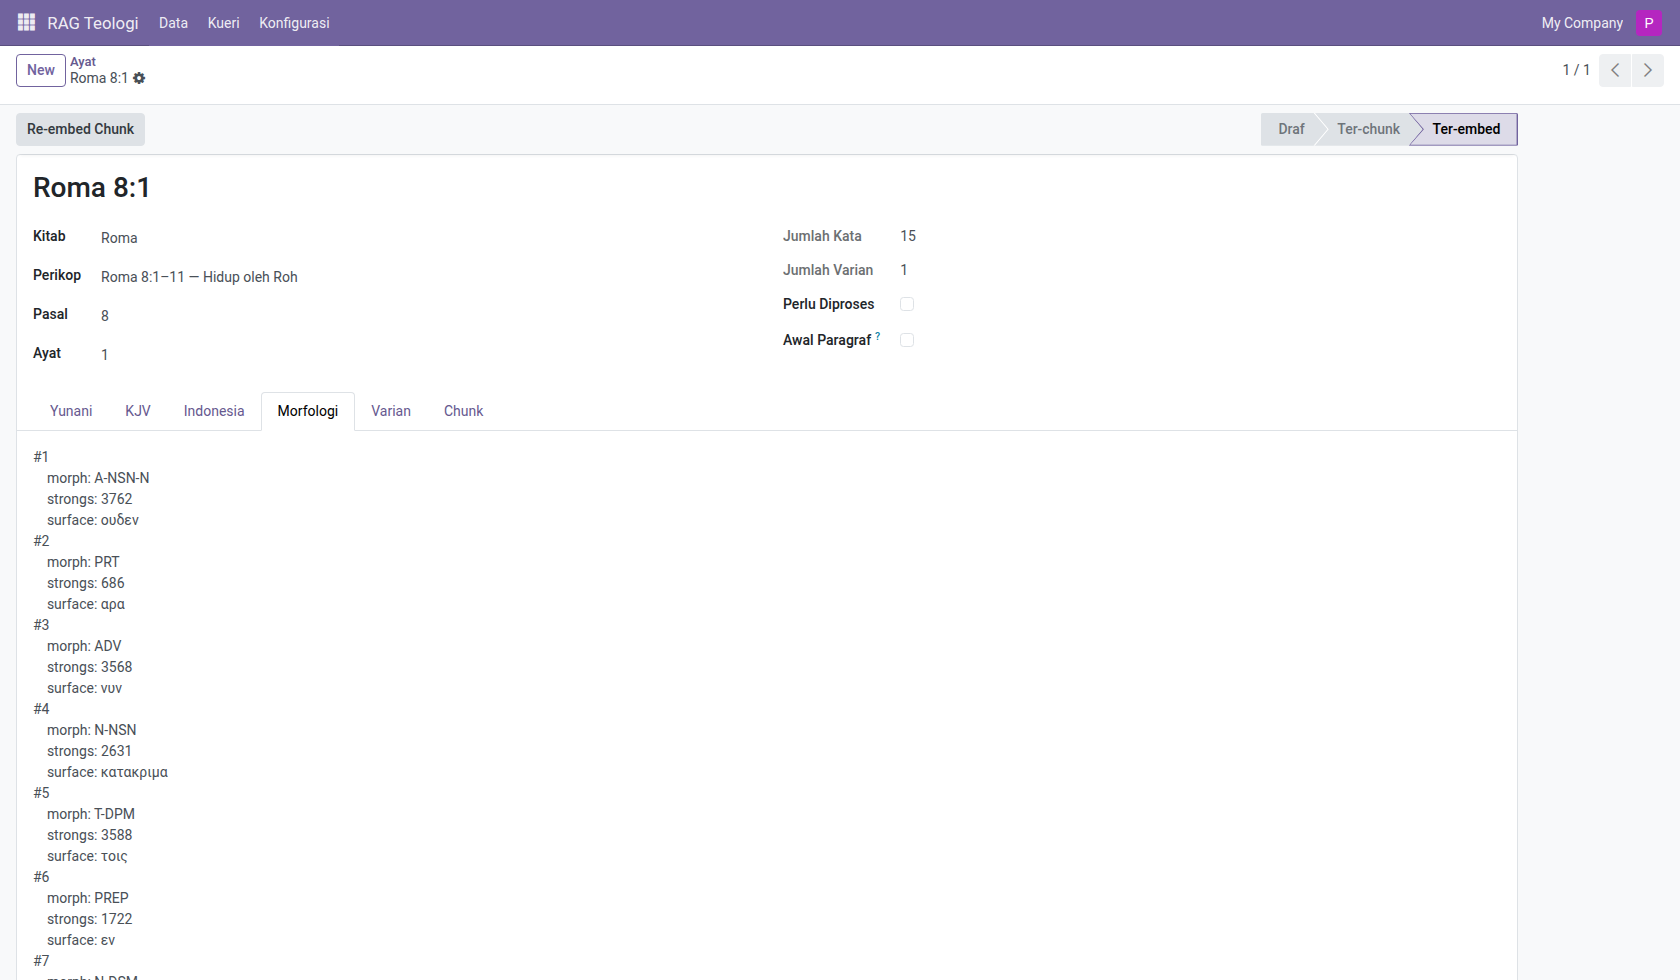 RAG Teologi Data Kueri Konfigurasi My Company P
New Ayat
Roma 8:1 1 / 1
Re-embed Chunk Draf Ter-chunk Ter-embed
Roma 8:1
Kitab Roma
Perikop Roma 8:1–11 — Hidup oleh Roh
Pasal 8
Ayat 1
Jumlah Kata 15
Jumlah Varian 1
Perlu Diproses
Awal Paragraf ?
Yunani KJV Indonesia Morfologi Varian Chunk
#1
morph: A-NSN-N
strongs: 3762
surface: ουδεν
#2
morph: PRT
strongs: 686
surface: αρα
#3
morph: ADV
strongs: 3568
surface: νυν
#4
morph: N-NSN
strongs: 2631
surface: κατακριμα
#5
morph: T-DPM
strongs: 3588
surface: τοις
#6
morph: PREP
strongs: 1722
surface: εν
#7
morph: N-DSM